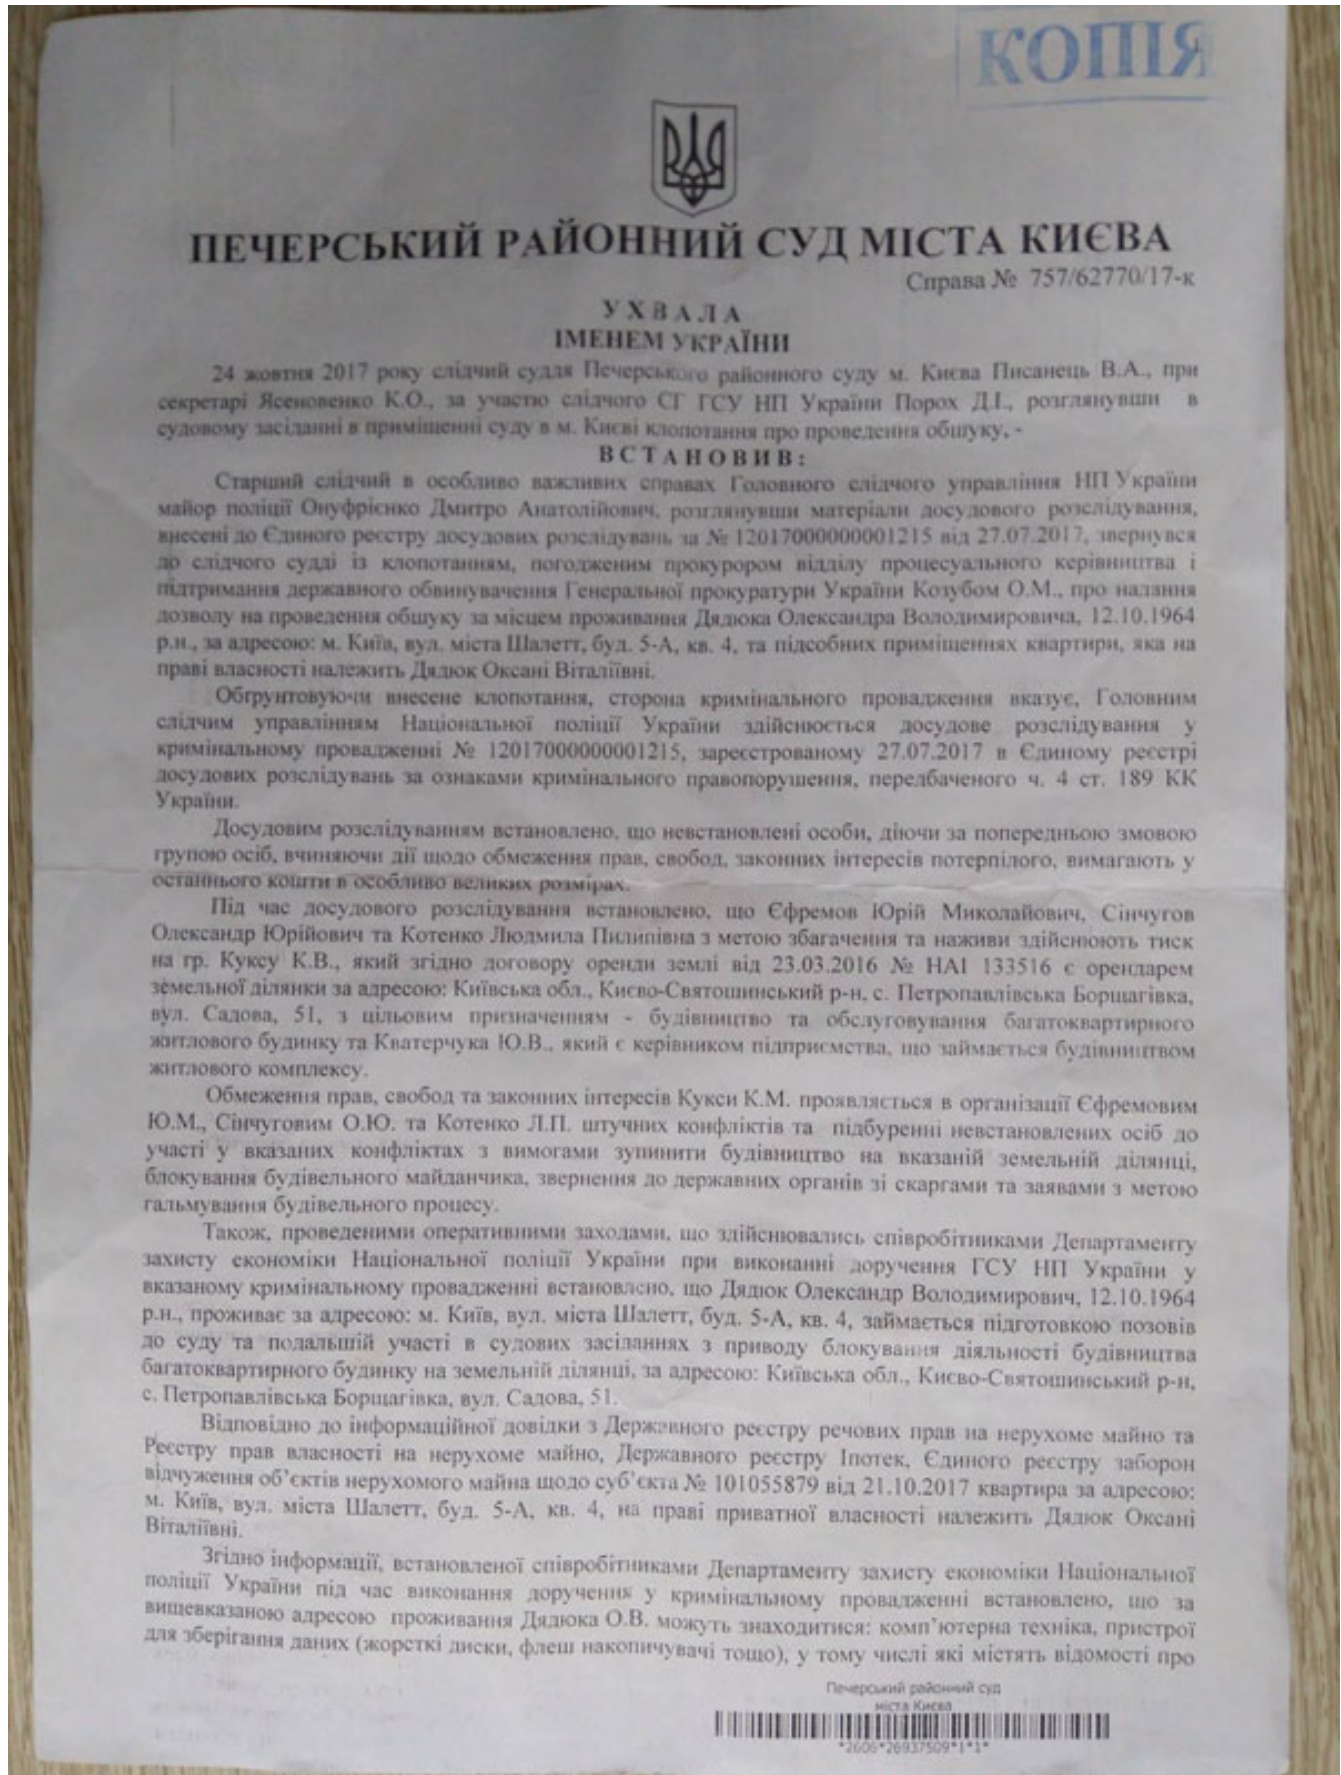 КОПІЯ
ПЕЧЕРСЬКИЙ РАЙОННИЙ СУД МІСТА КИЄВА
Справа № 757/62770/17-к
УХВАЛА
ІМЕНЕМ УКРАЇНИ
24 жовтня 2017 року слідчий суддя Печерського районного суду м. Києва Писанець В.А., при
секретарі Ясеновенко К.О., за участю слідчого СГ ГСУ НП України Порох Д.І., розглянувши в
судовому засіданні в приміщенні суду в м. Києві клопотання про проведення обшуку, -
ВСТАНОВИВ:
Старший слідчий в особливо важливих справах Головного слідчого управління НП України
майор поліції Онуфрієнко Дмитро Анатолійович, розглянувши матеріали досудового розслідування,
внесені до Єдиного реєстру досудових розслідувань за № 12017000000001215 від 27.07.2017, звернувся
до слідчого судді із клопотанням, погодженим прокурором відділу процесуального керівництва і
підтримання державного обвинувачення Генеральної прокуратури України Козубом О.М., про надання
дозволу на проведення обшуку за місцем проживання Дядюка Олександра Володимировича, 12.10.1964
р.н., за адресою: м. Київ, вул. міста Шалетт, буд. 5-А, кв. 4, та підсобних приміщеннях квартири, яка на
праві власності належить Дядюк Оксані Віталіївні.
Обґрунтовуючи внесене клопотання, сторона кримінального провадження вказує, Головним
слідчим управлінням Національної поліції України здійснюється досудове розслідування у
кримінальному провадженні № 12017000000001215, зареєстрованому 27.07.2017 в Єдиному реєстрі
досудових розслідувань за ознаками кримінального правопорушення, передбаченого ч. 4 ст. 189 КК
України.
Досудовим розслідуванням встановлено, що невстановлені особи, діючи за попередньою змовою
групою осіб, вчиняючи дії щодо обмеження прав, свобод, законних інтересів потерпілого, вимагають у
останнього кошти в особливо великих розмірах.
Під час досудового розслідування встановлено, що Єфремов Юрій Миколайович, Сінчугов
Олександр Юрійович та Котенко Людмила Пилипівна з метою збагачення та наживи здійснюють тиск
на гр. Куксу К.В., який згідно договору оренди землі від 23.03.2016 № НАІ 133516 є орендарем
земельної ділянки за адресою: Київська обл., Києво-Святошинський р-н, с. Петропавлівська Борщагівка,
вул. Садова, 51, з цільовим призначенням - будівництво та обслуговування багатоквартирного
житлового будинку та Кватерчука Ю.В., який є керівником підприємства, що займається будівництвом
житлового комплексу.
Обмеження прав, свобод та законних інтересів Кукси К.М. проявляється в організації Єфремовим
Ю.М., Сінчуговим О.Ю. та Котенко Л.П. штучних конфліктів та підбуренні невстановлених осіб до
участі у вказаних конфліктах з вимогами зупинити будівництво на вказаній земельній ділянці,
блокування будівельного майданчика, звернення до державних органів зі скаргами та заявами з метою
гальмування будівельного процесу.
Також, проведеними оперативними заходами, що здійснювались співробітниками Департаменту
захисту економіки Національної поліції України при виконанні доручення ГСУ НП України у
вказаному кримінальному провадженні встановлено, що Дядюк Олександр Володимирович, 12.10.1964
р.н., проживає за адресою: м. Київ, вул. міста Шалетт, буд. 5-А, кв. 4, займається підготовкою позовів
до суду та подальшій участі в судових засіданнях з приводу блокування діяльності будівництва
багатоквартирного будинку на земельній ділянці, за адресою: Київська обл., Києво-Святошинський р-н,
с. Петропавлівська Борщагівка, вул. Садова, 51.
Відповідно до інформаційної довідки з Державного реєстру речових прав на нерухоме майно та
Реєстру прав власності на нерухоме майно, Державного реєстру Іпотек, Єдиного реєстру заборон
відчуження об’єктів нерухомого майна щодо суб’єкта № 101055879 від 21.10.2017 квартира за адресою:
м. Київ, вул. міста Шалетт, буд. 5-А, кв. 4, на праві приватної власності належить Дядюк Оксані
Віталіївні.
Згідно інформації, встановленої співробітниками Департаменту захисту економіки Національної
поліції України під час виконання доручення у кримінальному провадженні встановлено, що за
вищевказаною адресою проживання Дядюка О.В. можуть знаходитися: комп’ютерна техніка, пристрої
для зберігання даних (жорсткі диски, флеш накопичувачі тощо), у тому числі які містять відомості про
Печерський районний суд
міста Києва
*2606*26937509*1*1*